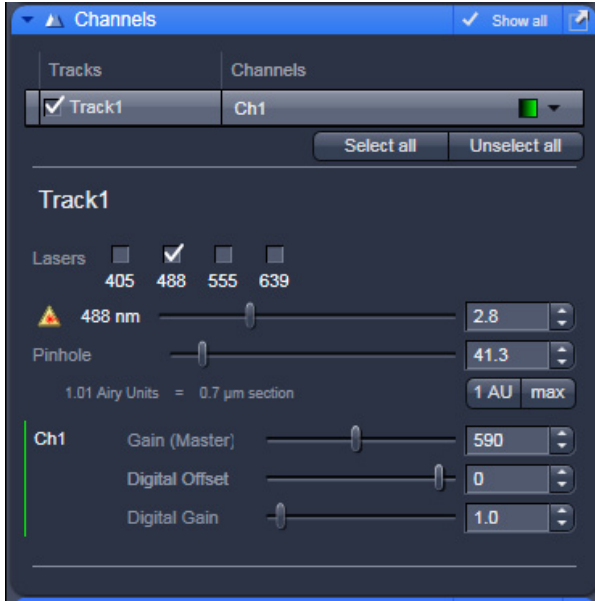 Channels Show all
Tracks Channels
Track1 Ch1
Select all Unselect all
Track1
Lasers
405 488 555 639
488 nm 2.8
Pinhole 41.3
1.01 Airy Units = 0.7 µm section 1 AU max
Ch1 Gain (Master) 590
Digital Offset 0
Digital Gain 1.0